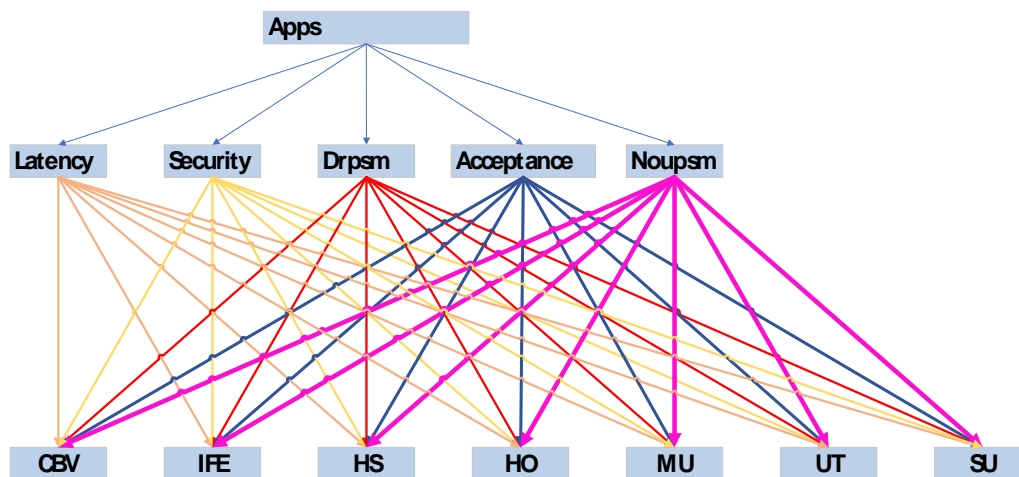 Apps
Latency Security Drpsm Acceptance Noupsm
CBV IFE HS HO MU UT SU